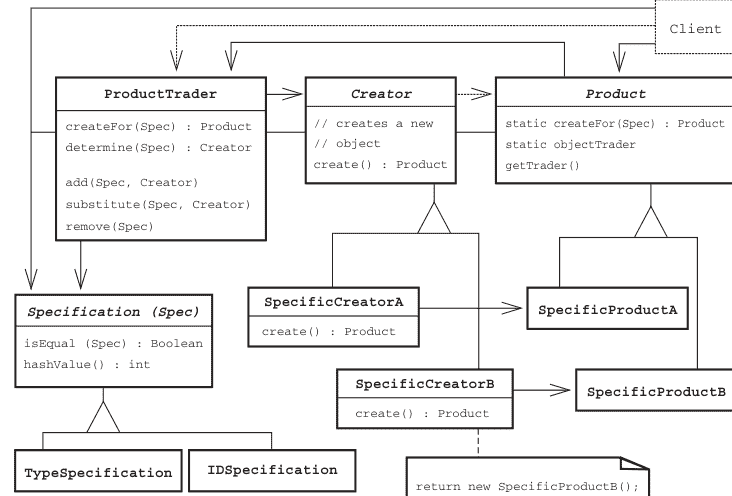 Client
ProductTrader
createFor(Spec) : Product
determine(Spec) : Creator
add(Spec, Creator)
substitute(Spec, Creator)
remove(Spec)
Creator
// creates a new
// object
create() : Product
Product
static createFor(Spec) : Product
static objectTrader
getTrader()
Specification (Spec)
isEqual (Spec) : Boolean
hashValue() : int
SpecificCreatorA
create() : Product
SpecificProductA
SpecificCreatorB
create() : Product
SpecificProductB
TypeSpecification
IDSpecification
return new SpecificProductB();